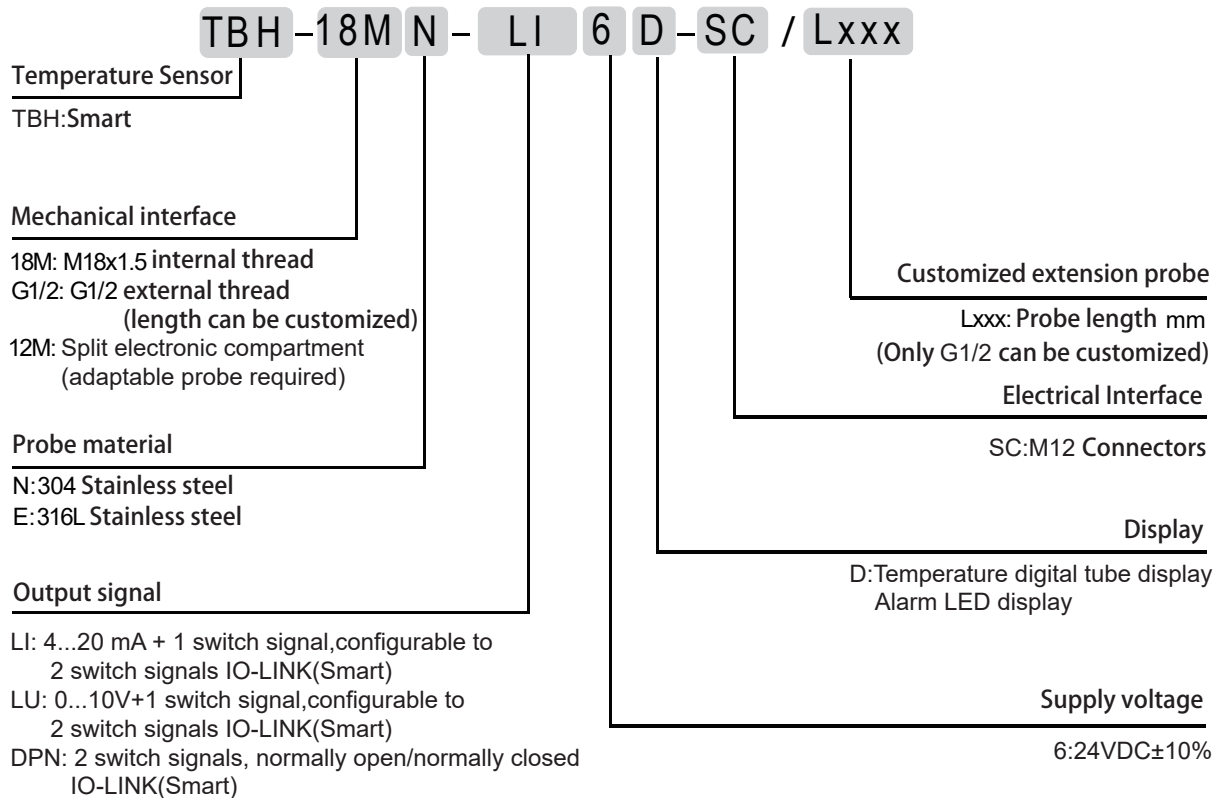 TBH-18MN-LI6D-SC/Lxxx
Temperature Sensor
TBH:Smart
Mechanical interface
18M: M18x1.5 internal thread
G1/2: G1/2 external thread
(length can be customized)
12M: Split electronic compartment
(adaptable probe required)
Probe material
N:304 Stainless steel
E:316L Stainless steel
Output signal
LI: 4...20 mA + 1 switch signal,configurable to
2 switch signals IO-LINK(Smart)
LU: 0...10V+1 switch signal,configurable to
2 switch signals IO-LINK(Smart)
DPN: 2 switch signals, normally open/normally closed
IO-LINK(Smart)
Customized extension probe
Lxxx: Probe length mm
(Only G1/2 can be customized)
Electrical Interface
SC:M12 Connectors
Display
D:Temperature digital tube display
Alarm LED display
Supply voltage
6:24VDC±10%